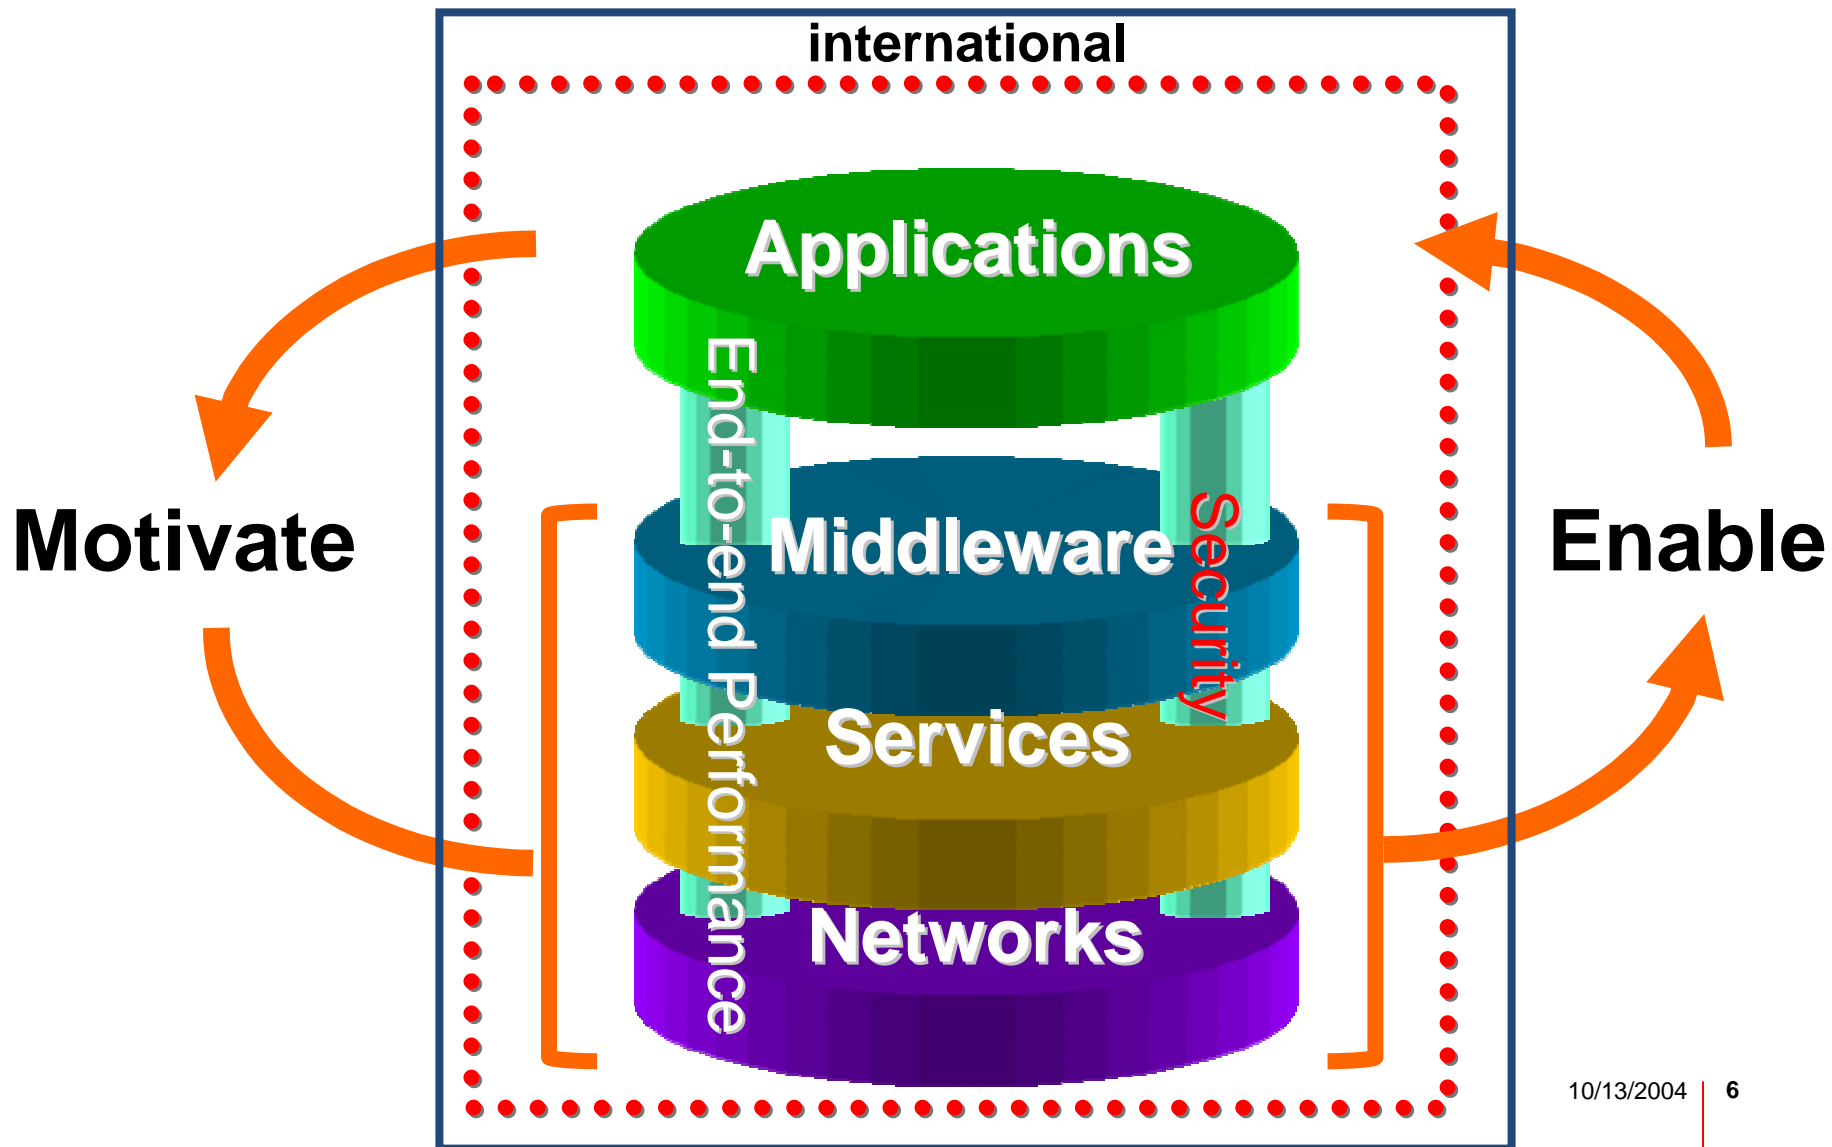 international
Applications
End-to-end Performance
Security
Motivate
Middleware
Enable
Services
Networks
10/13/2004 6